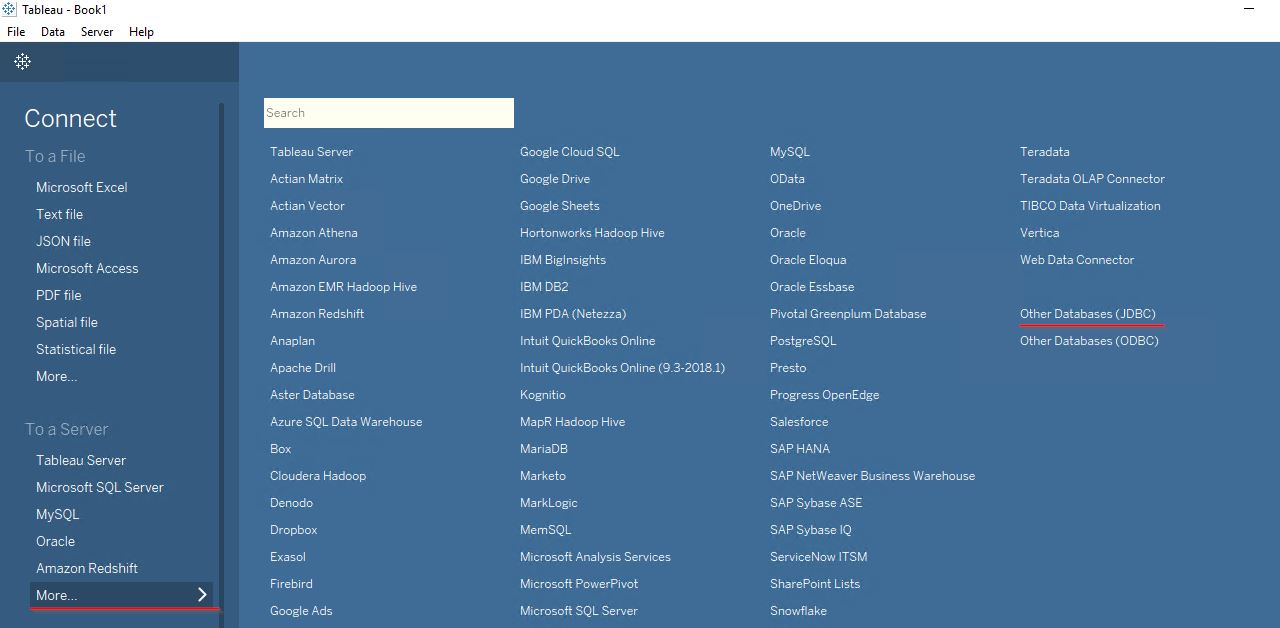 Tableau - Book1
File Data Server Help
Connect
To a File
Microsoft Excel
Text file
JSON file
Microsoft Access
PDF file
Spatial file
Statistical file
More...
To a Server
Tableau Server
Microsoft SQL Server
MySQL
Oracle
Amazon Redshift
More...
Search
Tableau Server
Actian Matrix
Actian Vector
Amazon Athena
Amazon Aurora
Amazon EMR Hadoop Hive
Amazon Redshift
Anaplan
Apache Drill
Aster Database
Azure SQL Data Warehouse
Box
Cloudera Hadoop
Denodo
Dropbox
Exasol
Firebird
Google Ads
Google Cloud SQL
Google Drive
Google Sheets
Hortonworks Hadoop Hive
IBM BigInsights
IBM DB2
IBM PDA (Netezza)
Intuit QuickBooks Online
Intuit QuickBooks Online (9.3-2018.1)
Kognitio
MapR Hadoop Hive
MariaDB
Marketo
MarkLogic
MemSQL
Microsoft Analysis Services
Microsoft PowerPivot
Microsoft SQL Server
MySQL
OData
OneDrive
Oracle
Oracle Eloqua
Oracle Essbase
Pivotal Greenplum Database
PostgreSQL
Presto
Progress OpenEdge
Salesforce
SAP HANA
SAP NetWeaver Business Warehouse
SAP Sybase ASE
SAP Sybase IQ
ServiceNow ITSM
SharePoint Lists
Snowflake
Teradata
Teradata OLAP Connector
TIBCO Data Virtualization
Vertica
Web Data Connector
Other Databases (JDBC)
Other Databases (ODBC)